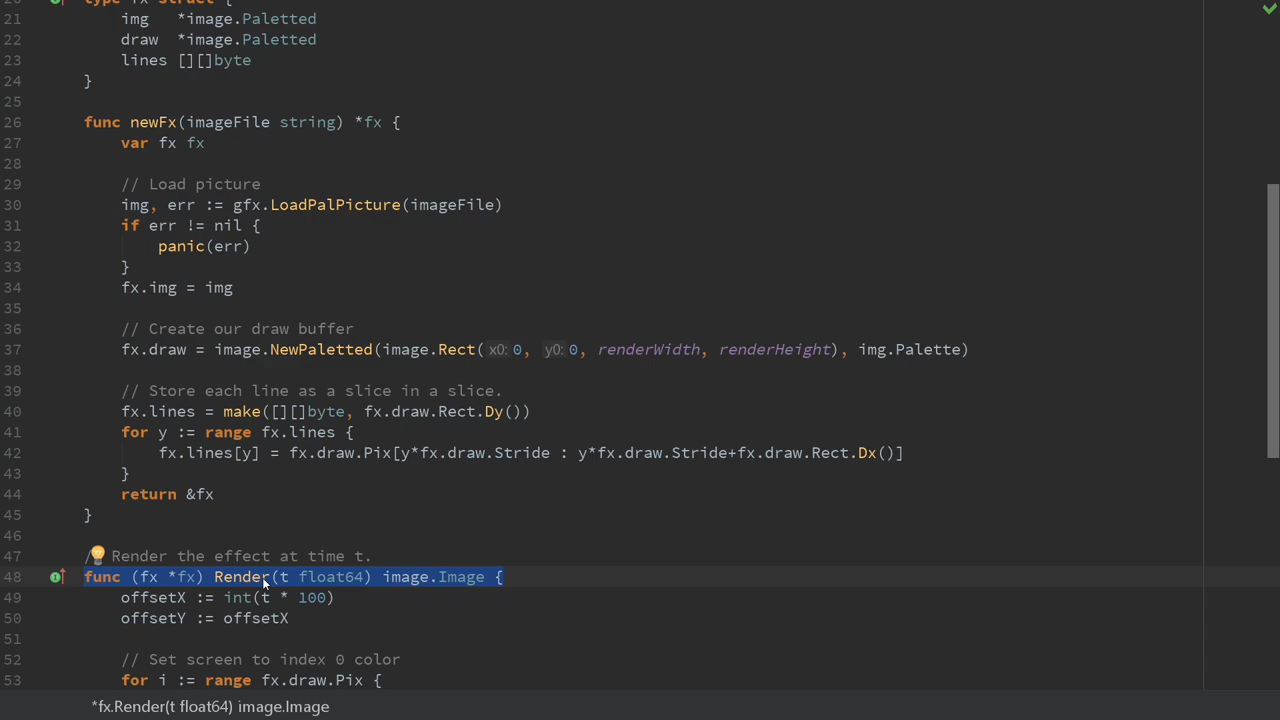 20 type fx struct {
21 img *image.Paletted
22 draw *image.Paletted
23 lines [][]byte
24 }
25
26 func newFx(imageFile string) *fx {
27 var fx fx
28
29 // Load picture
30 img, err := gfx.LoadPalPicture(imageFile)
31 if err != nil {
32 panic(err)
33 }
34 fx.img = img
35
36 // Create our draw buffer
37 fx.draw = image.NewPaletted(image.Rect( x0: 0, y0: 0, renderWidth, renderHeight), img.Palette)
38
39 // Store each line as a slice in a slice.
40 fx.lines = make([][]byte, fx.draw.Rect.Dy())
41 for y := range fx.lines {
42 fx.lines[y] = fx.draw.Pix[y*fx.draw.Stride : y*fx.draw.Stride+fx.draw.Rect.Dx()]
43 }
44 return &fx
45 }
46
47 / Render the effect at time t.
48 func (fx *fx) Render(t float64) image.Image {
49 offsetX := int(t * 100)
50 offsetY := offsetX
51
52 // Set screen to index 0 color
53 for i := range fx.draw.Pix {
*fx.Render(t float64) image.Image